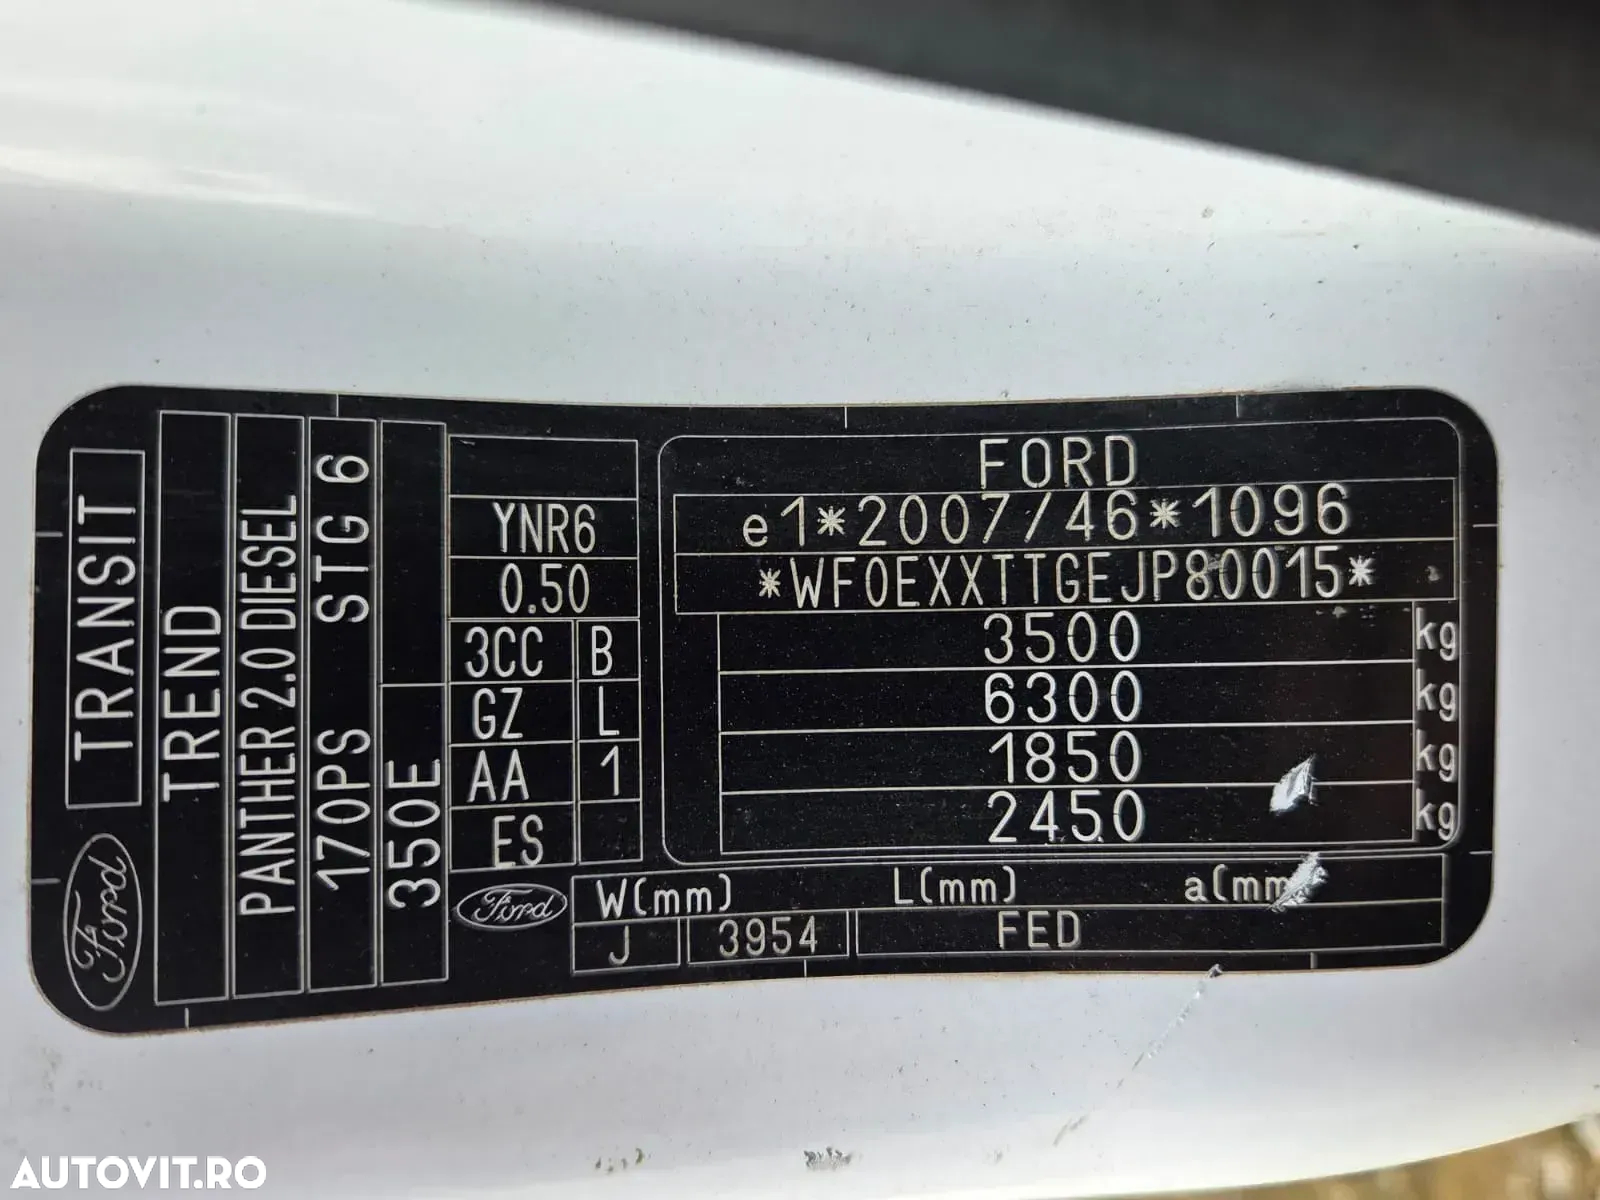 FORD
e1*2007/46*1096
*WF0EXXTTGEJP80015*
3500 kg
6300 kg
1850 kg
2450 kg
W(mm) L(mm) a(mm
J 3954 FED
YNR6
0.50
3CC B
GZ L
AA 1
ES
Ford
Ford TRANSIT
TREND
PANTHER 2.0 DIESEL
170PS STG 6
350E
AUTOVIT.RO